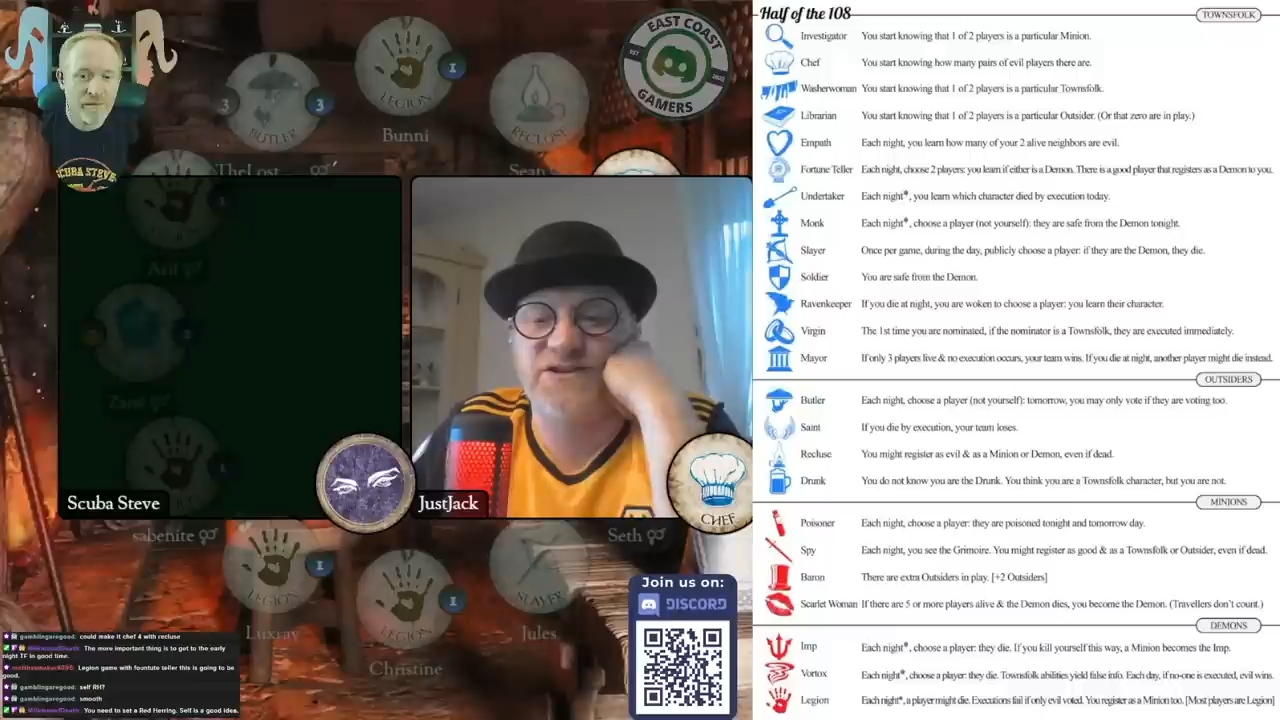 EAST COAST
GAMERS
LEGION
I
Bunni
3
BUTLER
3
TheLost
RECLUSE
Sean
SCUBA STEVE
Scuba Steve
JustJack
CHEF
sabenite
Seth
LEGION
I
Luxray
LEGION
I
Christine
SLAYER
Jules
Join us on:
DISCORD
gamblingaregood: could make it chef 4 with recluse
The more important thing is to get to the early
night TF in good time.
Legion game with fountute teller this is going to be
good.
gamblingaregood: self RH?
gamblingaregood: smooth
You need to set a Red Herring. Self is a good idea.
Half of the 108
TOWNSFOLK
Investigator You start knowing that 1 of 2 players is a particular Minion.
Chef You start knowing how many pairs of evil players there are.
Washerwoman You start knowing that 1 of 2 players is a particular Townsfolk.
Librarian You start knowing that 1 of 2 players is a particular Outsider. (Or that zero are in play.)
Empath Each night, you learn how many of your 2 alive neighbors are evil.
Fortune Teller Each night, choose 2 players: you learn if either is a Demon. There is a good player that registers as a Demon to you.
Undertaker Each night*, you learn which character died by execution today.
Monk Each night*, choose a player (not yourself): they are safe from the Demon tonight.
Slayer Once per game, during the day, publicly choose a player: if they are the Demon, they die.
Soldier You are safe from the Demon.
Ravenkeeper If you die at night, you are woken to choose a player: you learn their character.
Virgin The 1st time you are nominated, if the nominator is a Townsfolk, they are executed immediately.
Mayor If only 3 players live & no execution occurs, your team wins. If you die at night, another player might die instead.
OUTSIDERS
Butler Each night, choose a player (not yourself): tomorrow, you may only vote if they are voting too.
Saint If you die by execution, your team loses.
Recluse You might register as evil & as a Minion or Demon, even if dead.
Drunk You do not know you are the Drunk. You think you are a Townsfolk character, but you are not.
MINIONS
Poisoner Each night, choose a player: they are poisoned tonight and tomorrow day.
Spy Each night, you see the Grimoire. You might register as good & as a Townsfolk or Outsider, even if dead.
Baron There are extra Outsiders in play. [+2 Outsiders]
Scarlet Woman If there are 5 or more players alive & the Demon dies, you become the Demon. (Travellers don't count.)
DEMONS
Imp Each night*, choose a player: they die. If you kill yourself this way, a Minion becomes the Imp.
Vortox Each night*, choose a player: they die. Townsfolk abilities yield false info. Each day, if no-one is executed, evil wins.
Legion Each night*, a player might die. Executions fail if only evil voted. You register as a Minion too. [Most players are Legion]